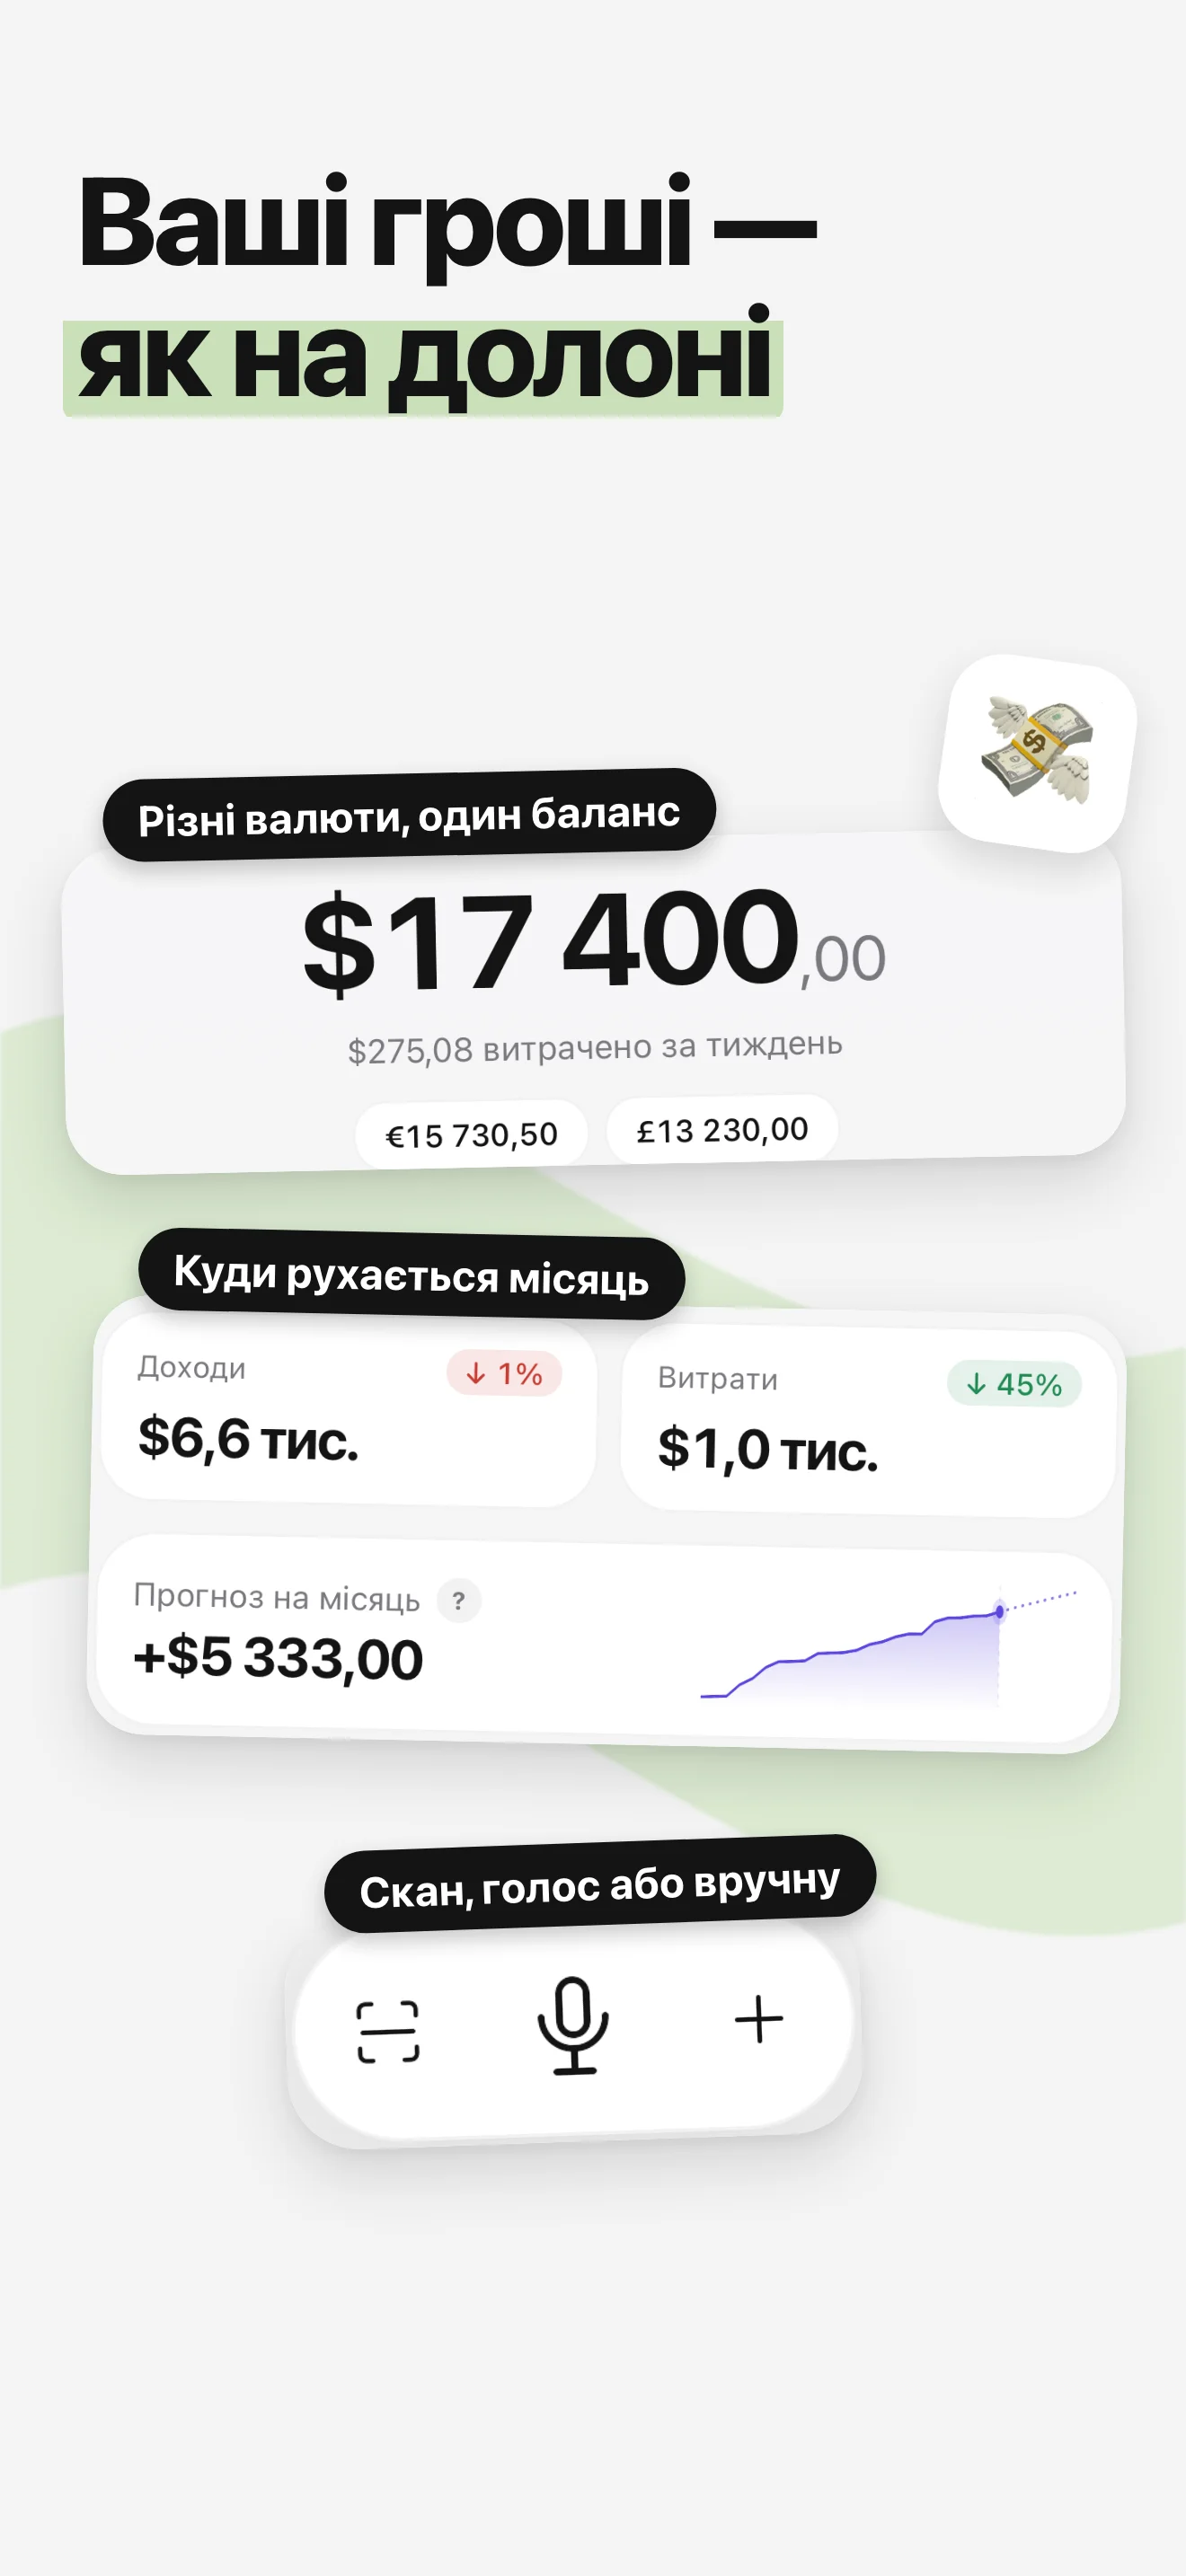 Ваші гроші —
як на долоні
Різні валюти, один баланс
$17 400,00
$275,08 витрачено за тиждень
€15 730,50 £13 230,00
Куди рухається місяць
Доходи ↓ 1% Витрати ↓ 45%
$6,6 тис. $1,0 тис.
Прогноз на місяць ?
+$5 333,00
Скан, голос або вручну